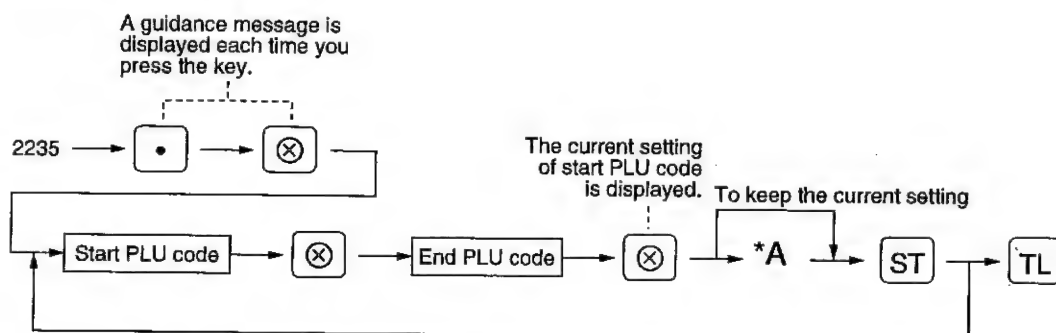 A guidance message is
displayed each time you
press the key.
2235
•
⊗
The current setting
of start PLU code
is displayed.
To keep the current setting
Start PLU code
⊗
End PLU code
⊗
*A
ST
TL